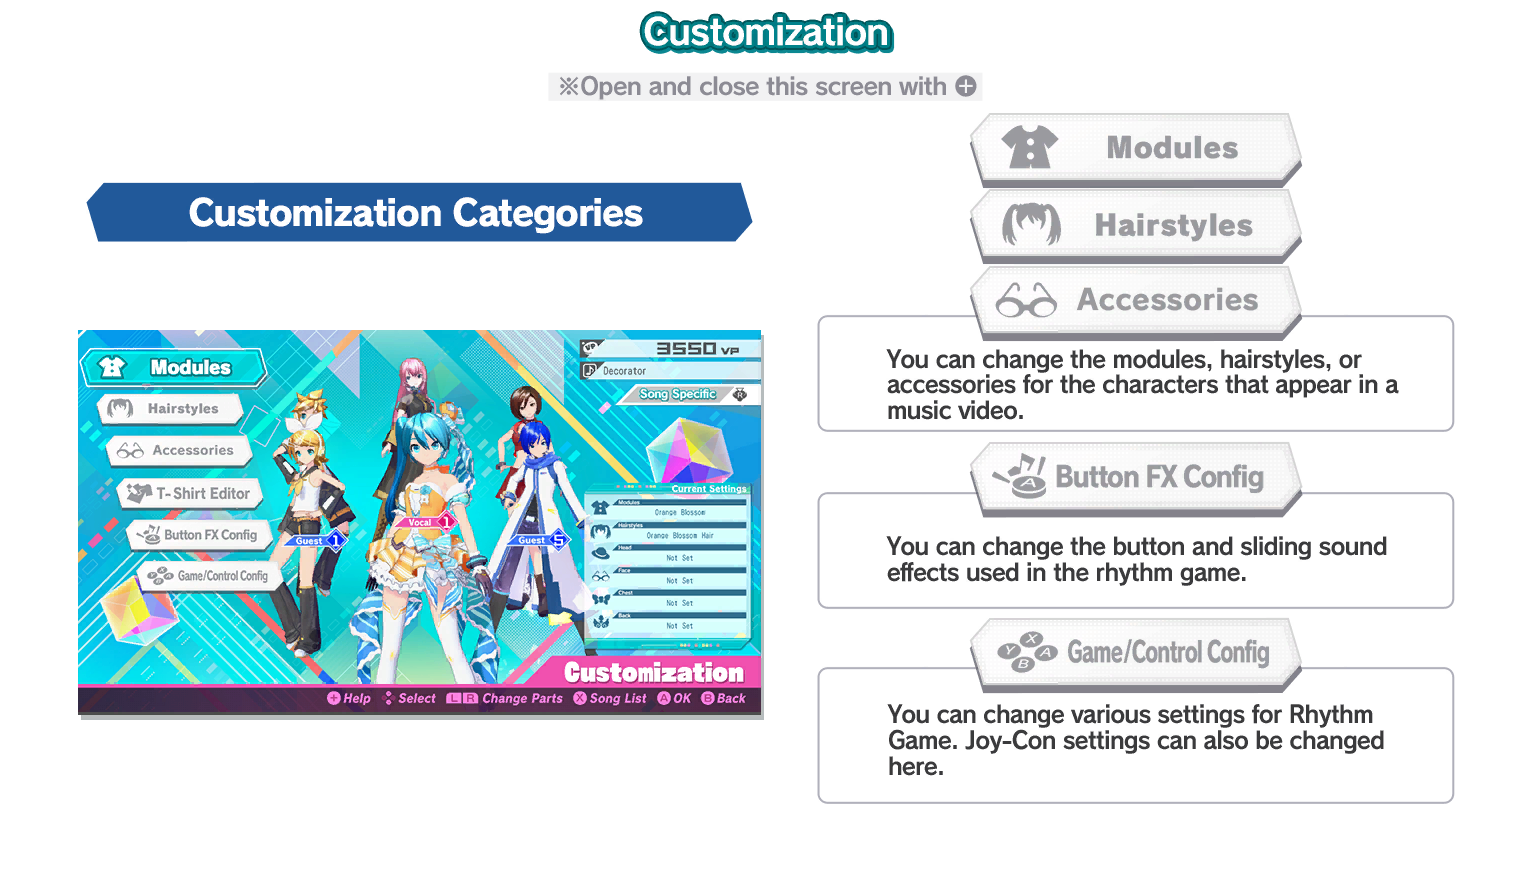 Customization
※Open and close this screen with
Customization Categories
Modules
Hairstyles
Accessories
T-Shirt Editor
Button FX Config
Game/Control Config
3550 VP
Decorator
Song Specific
R
Vocal 1
Guest 1
Guest 5
Current Settings
Modules
Orange Blossom
Hairstyles
Orange Blossom Hair
Head
Not Set
Face
Not Set
Chest
Not Set
Back
Not Set
Customization
Help Select L R Change Parts X Song List A OK B Back
Modules
Hairstyles
Accessories
You can change the modules, hairstyles, or
accessories for the characters that appear in a
music video.
A Button FX Config
You can change the button and sliding sound
effects used in the rhythm game.
Y X B A Game/Control Config
You can change various settings for Rhythm
Game. Joy-Con settings can also be changed
here.